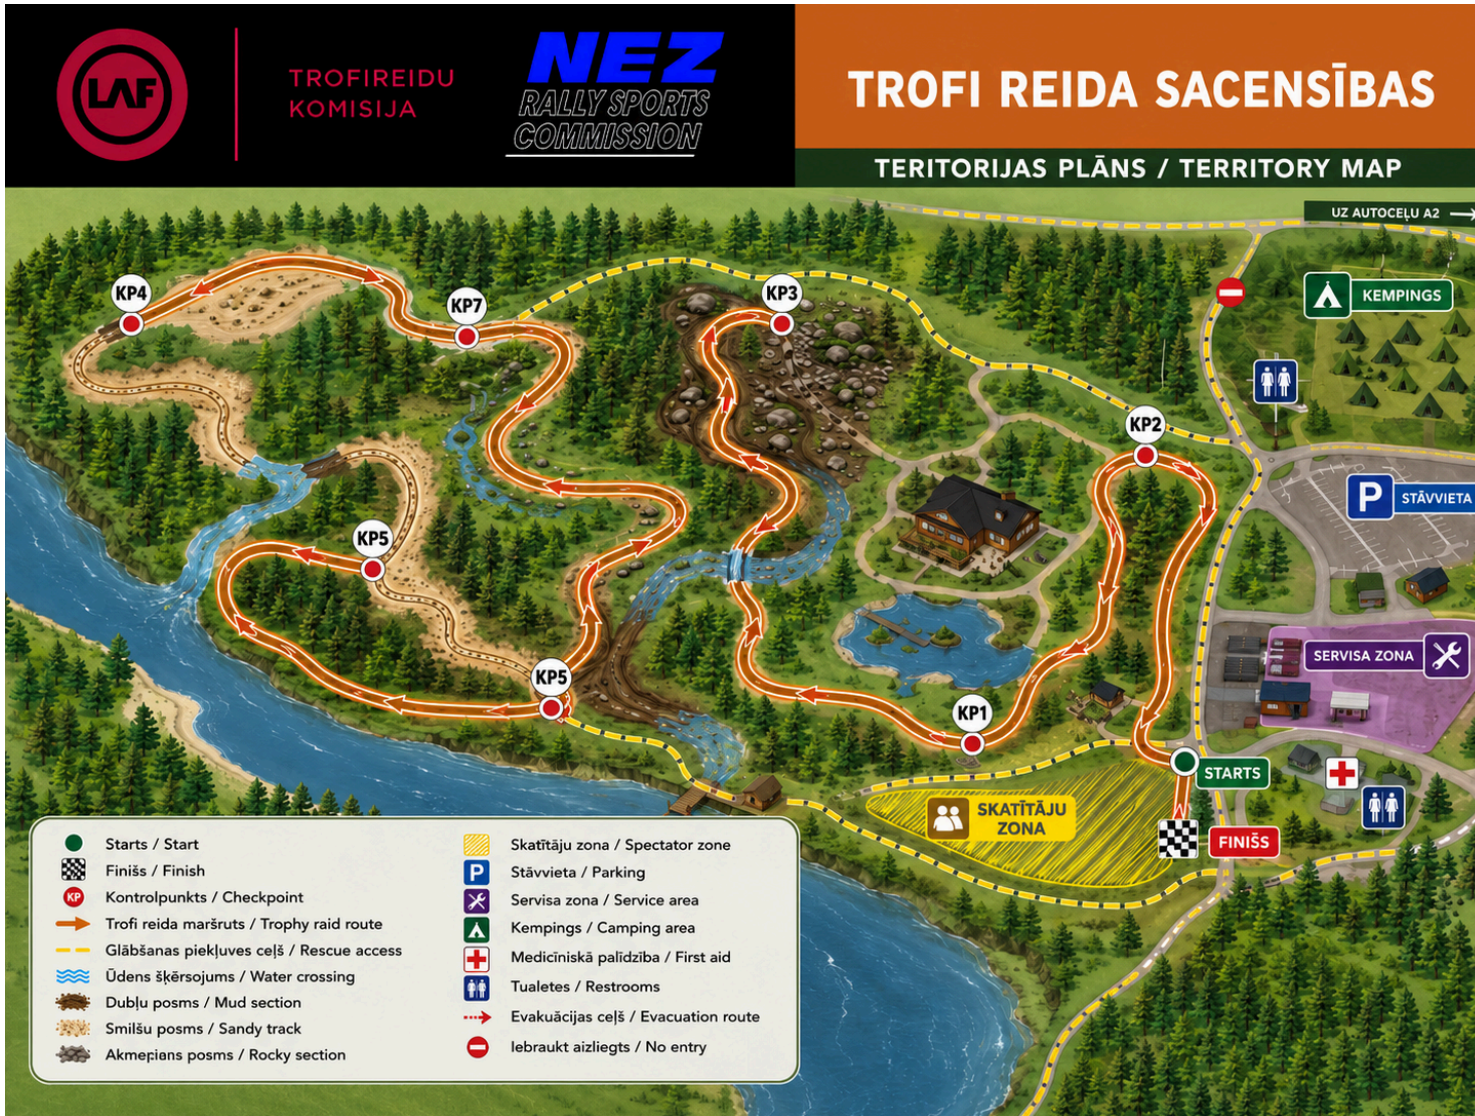 LAF
TROFIREIDU
KOMISIJA
NEZ
RALLY SPORTS
COMMISSION
TROFI REIDA SACENSĪBAS
TERITORIJAS PLĀNS / TERRITORY MAP
UZ AUTOCEĻU A2 →
KP4
KP7
KP3
KEMPINGS
KP2
P STĀVVIETA
KP5
SERVISA ZONA
KP5
KP1
STARTS
SKATĪTĀJU
ZONA
FINIŠS
Starts / Start
Finišs / Finish
KP Kontrolpunkts / Checkpoint
Trofi reida maršruts / Trophy raid route
Glābšanas piekļuves ceļš / Rescue access
Ūdens šķērsojums / Water crossing
Dubļu posms / Mud section
Smilšu posms / Sandy track
Akmeņians posms / Rocky section
Skatītāju zona / Spectator zone
P Stāvvieta / Parking
Servisa zona / Service area
Kempings / Camping area
Medicīniskā palīdzība / First aid
Tualetes / Restrooms
Evakuācijas ceļš / Evacuation route
Iebraukt aizliegts / No entry